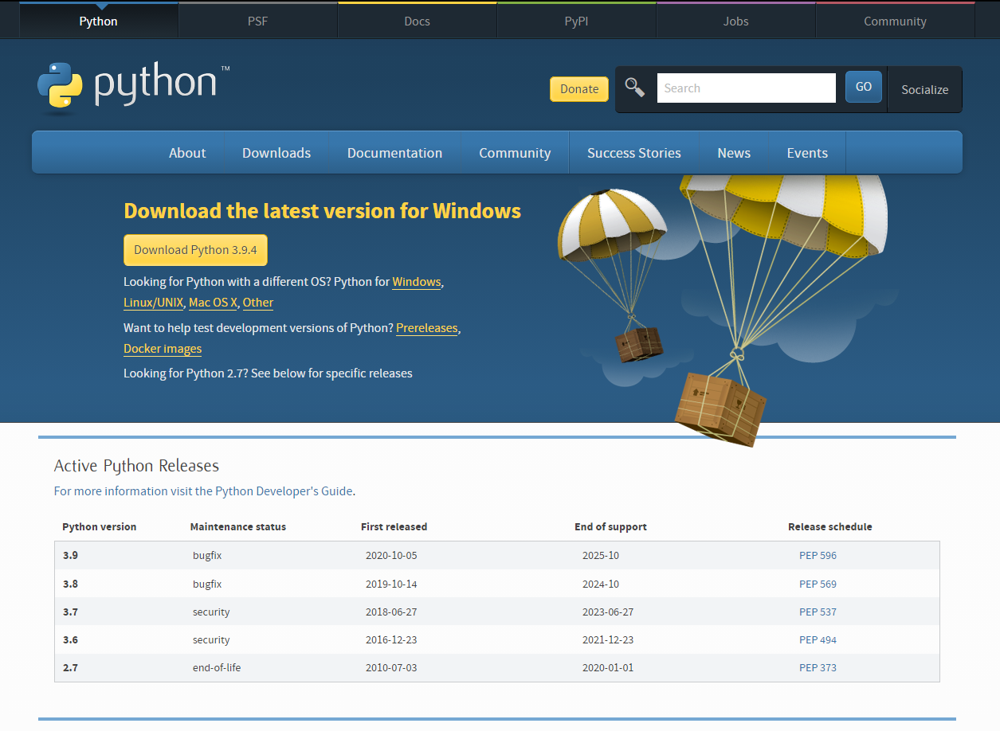 Python PSF Docs PyPI Jobs Community
python™
Donate Search GO Socialize
About Downloads Documentation Community Success Stories News Events
Download the latest version for Windows
Download Python 3.9.4
Looking for Python with a different OS? Python for Windows,
Linux/UNIX, Mac OS X, Other
Want to help test development versions of Python? Prereleases,
Docker images
Looking for Python 2.7? See below for specific releases
Active Python Releases
For more information visit the Python Developer's Guide.
Python version Maintenance status First released End of support Release schedule
3.9 bugfix 2020-10-05 2025-10 PEP 596
3.8 bugfix 2019-10-14 2024-10 PEP 569
3.7 security 2018-06-27 2023-06-27 PEP 537
3.6 security 2016-12-23 2021-12-23 PEP 494
2.7 end-of-life 2010-07-03 2020-01-01 PEP 373